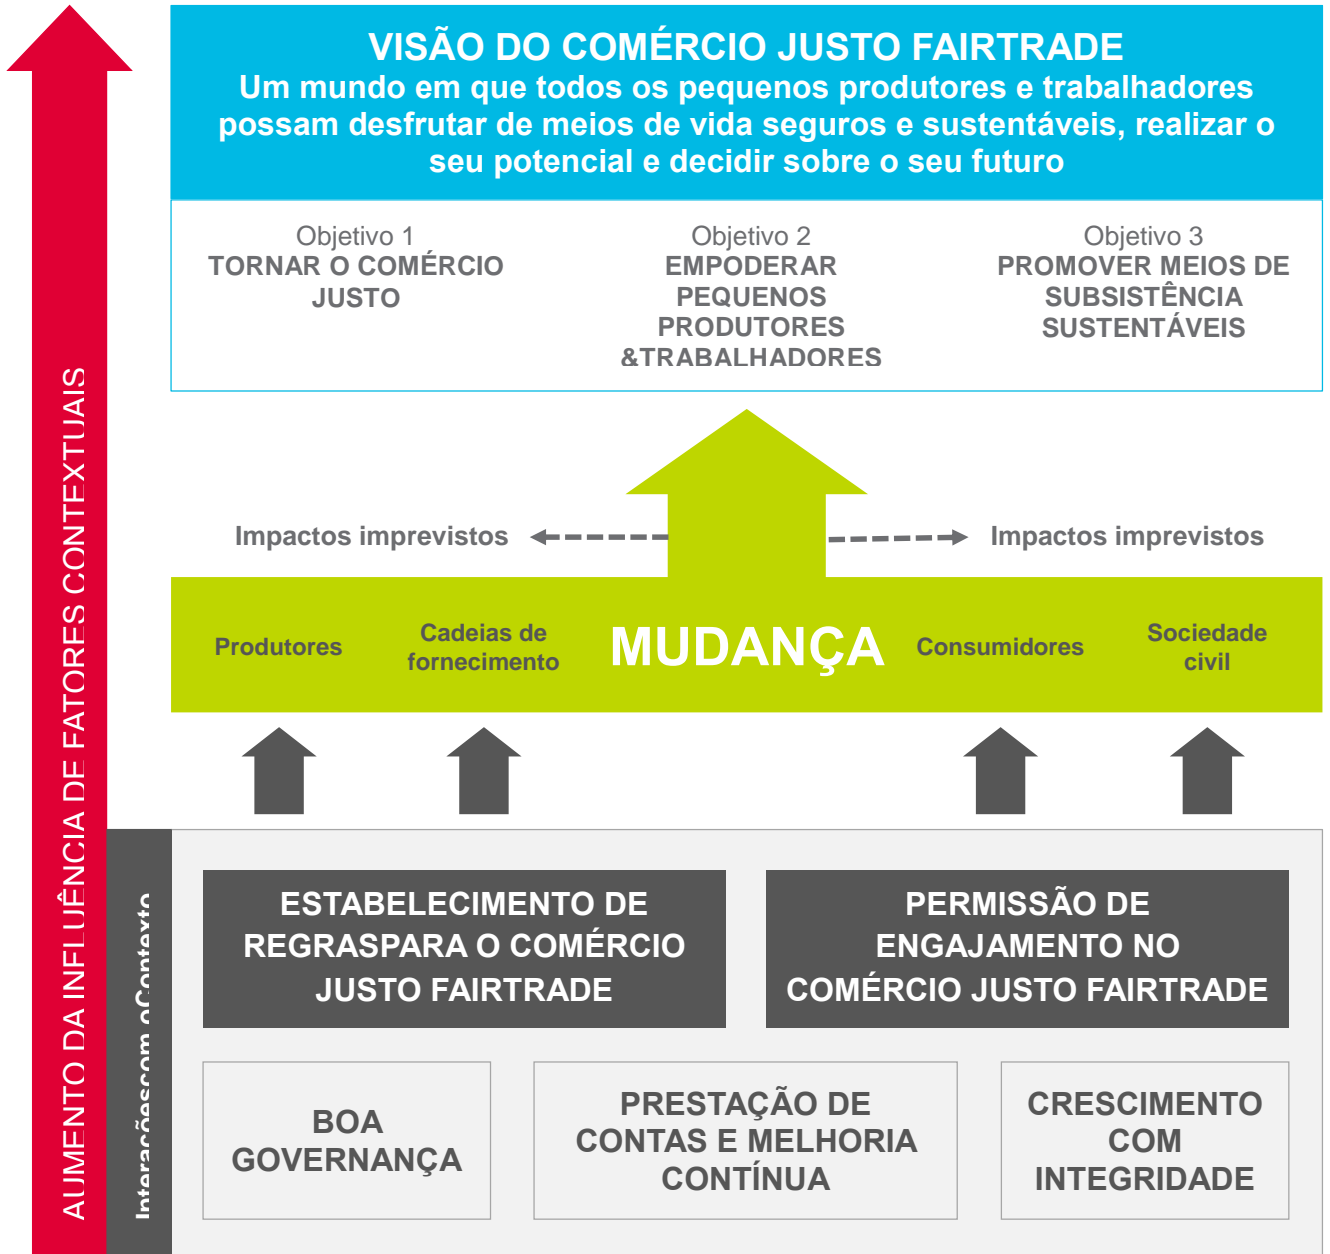 VISÃO DO COMÉRCIO JUSTO FAIRTRADE
Um mundo em que todos os pequenos produtores e trabalhadores
possam desfrutar de meios de vida seguros e sustentáveis, realizar o
seu potencial e decidir sobre o seu futuro
Objetivo 1
TORNAR O COMÉRCIO
JUSTO
Objetivo 2
EMPODERAR
PEQUENOS
PRODUTORES
&TRABALHADORES
Objetivo 3
PROMOVER MEIOS DE
SUBSISTÊNCIA
SUSTENTÁVEIS
Impactos imprevistos
Impactos imprevistos
Produtores
Cadeias de
fornecimento
MUDANÇA
Consumidores
Sociedade
civil
AUMENTO DA INFLUÊNCIA DE FATORES CONTEXTUAIS
Interaçõescom oContexto
ESTABELECIMENTO DE
REGRASPARA O COMÉRCIO
JUSTO FAIRTRADE
PERMISSÃO DE
ENGAJAMENTO NO
COMÉRCIO JUSTO FAIRTRADE
BOA
GOVERNANÇA
PRESTAÇÃO DE
CONTAS E MELHORIA
CONTÍNUA
CRESCIMENTO
COM
INTEGRIDADE